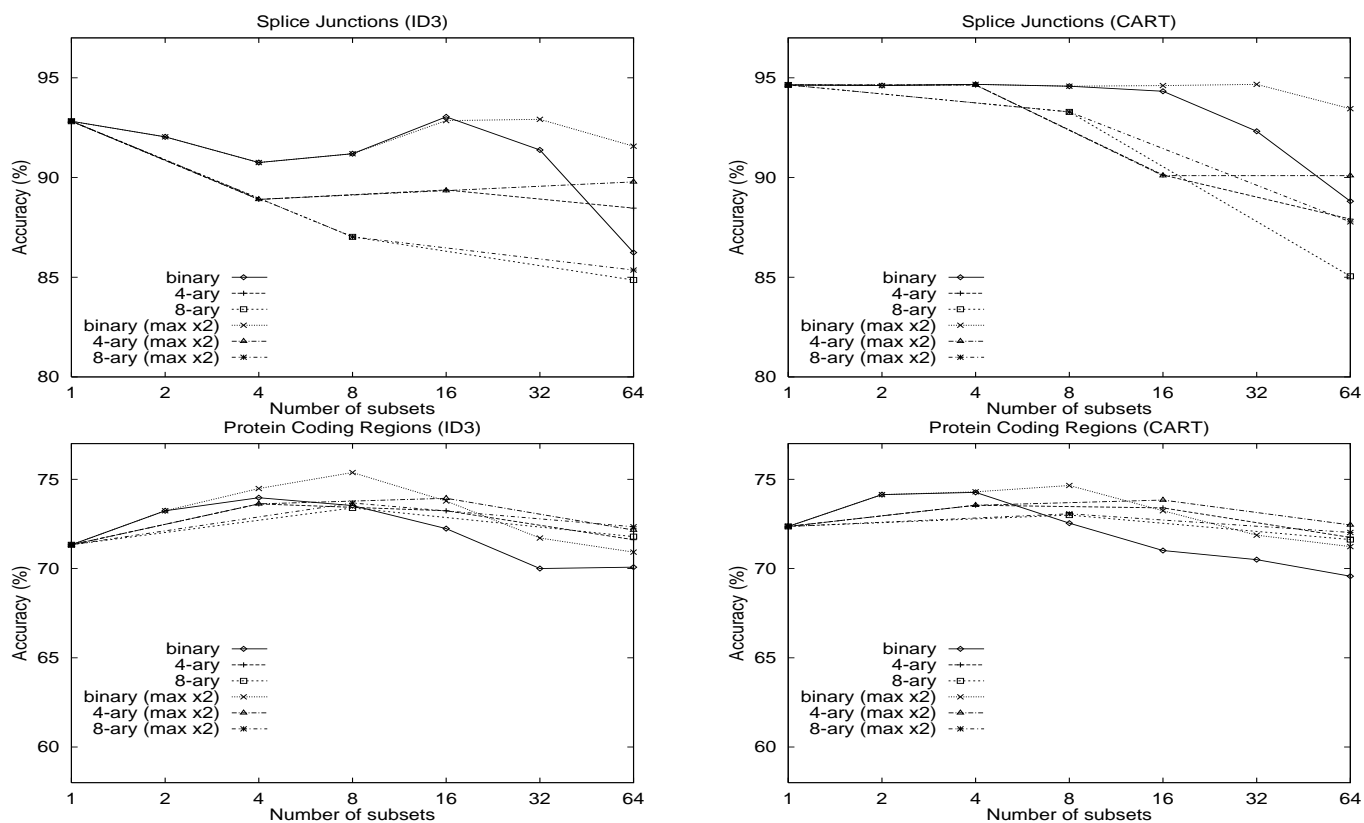 Splice Junctions (ID3)
Accuracy (%)
95
90
85
80
binary
4-ary
8-ary
binary (max x2)
4-ary (max x2)
8-ary (max x2)
1 2 4 8 16 32 64
Number of subsets
Splice Junctions (CART)
Accuracy (%)
95
90
85
80
binary
4-ary
8-ary
binary (max x2)
4-ary (max x2)
8-ary (max x2)
1 2 4 8 16 32 64
Number of subsets
Protein Coding Regions (ID3)
Accuracy (%)
75
70
65
60
binary
4-ary
8-ary
binary (max x2)
4-ary (max x2)
8-ary (max x2)
1 2 4 8 16 32 64
Number of subsets
Protein Coding Regions (CART)
Accuracy (%)
75
70
65
60
binary
4-ary
8-ary
binary (max x2)
4-ary (max x2)
8-ary (max x2)
1 2 4 8 16 32 64
Number of subsets